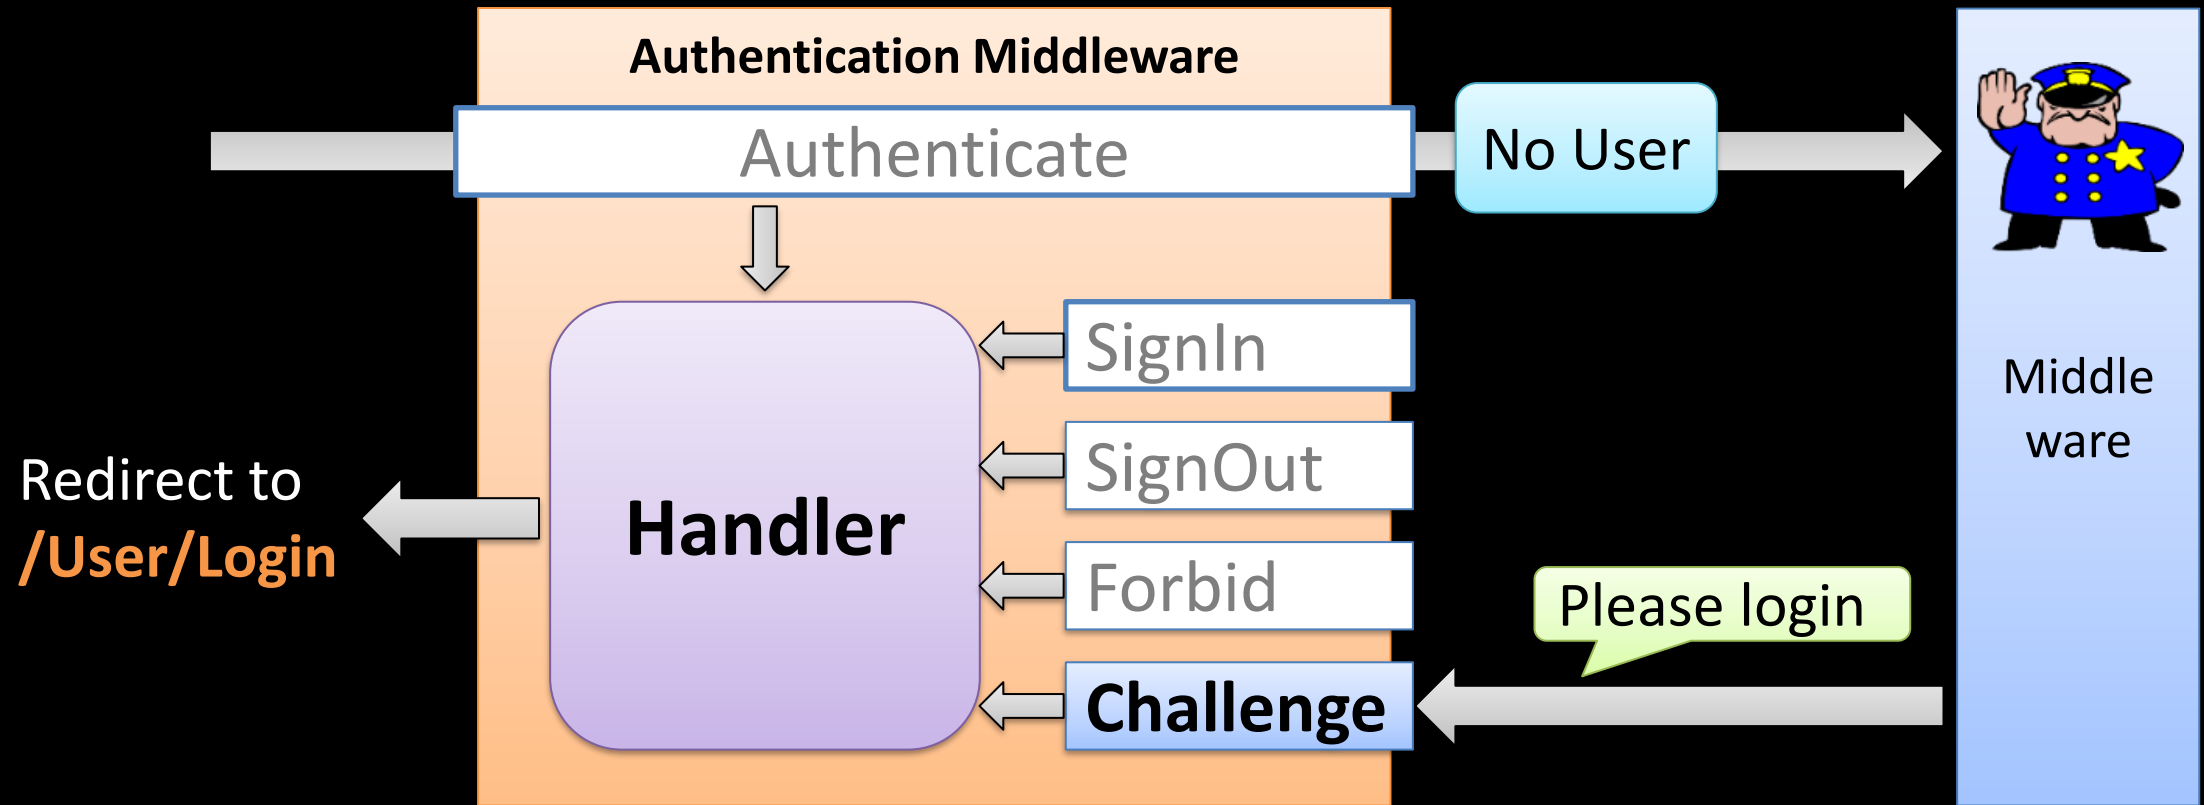 Authentication Middleware
Authenticate
No User
SignIn
SignOut
Forbid
Challenge
Handler
Redirect to
/User/Login
Please login
Middle
ware